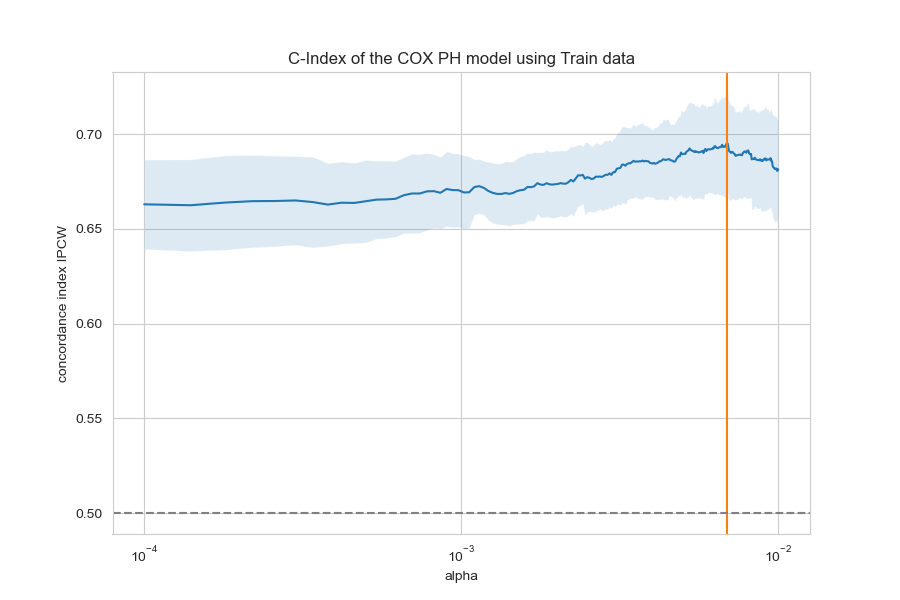 C-Index of the COX PH model using Train data
concordance index IPCW
0.70
0.65
0.60
0.55
0.50
10⁻⁴
10⁻³
10⁻²
alpha